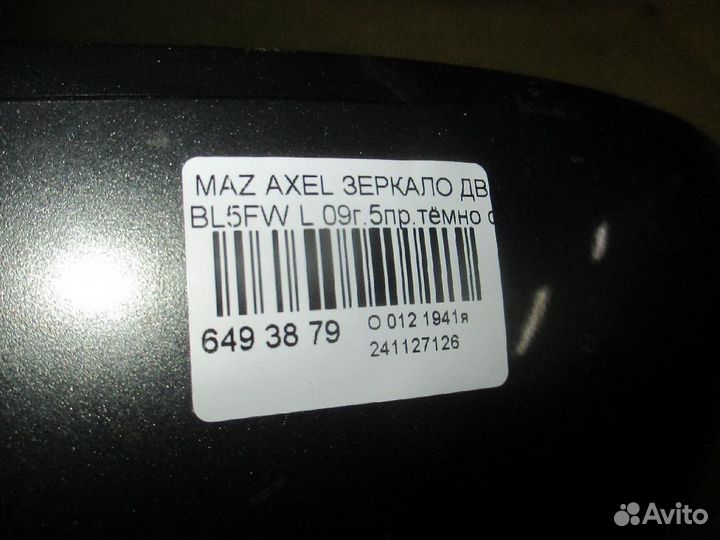 MAZ AXEL ЗЕРКАЛО ДВ
BL5FW L 09г.5пр.тёмно с
649 38 79
О 012 1941я
241127126
Avito